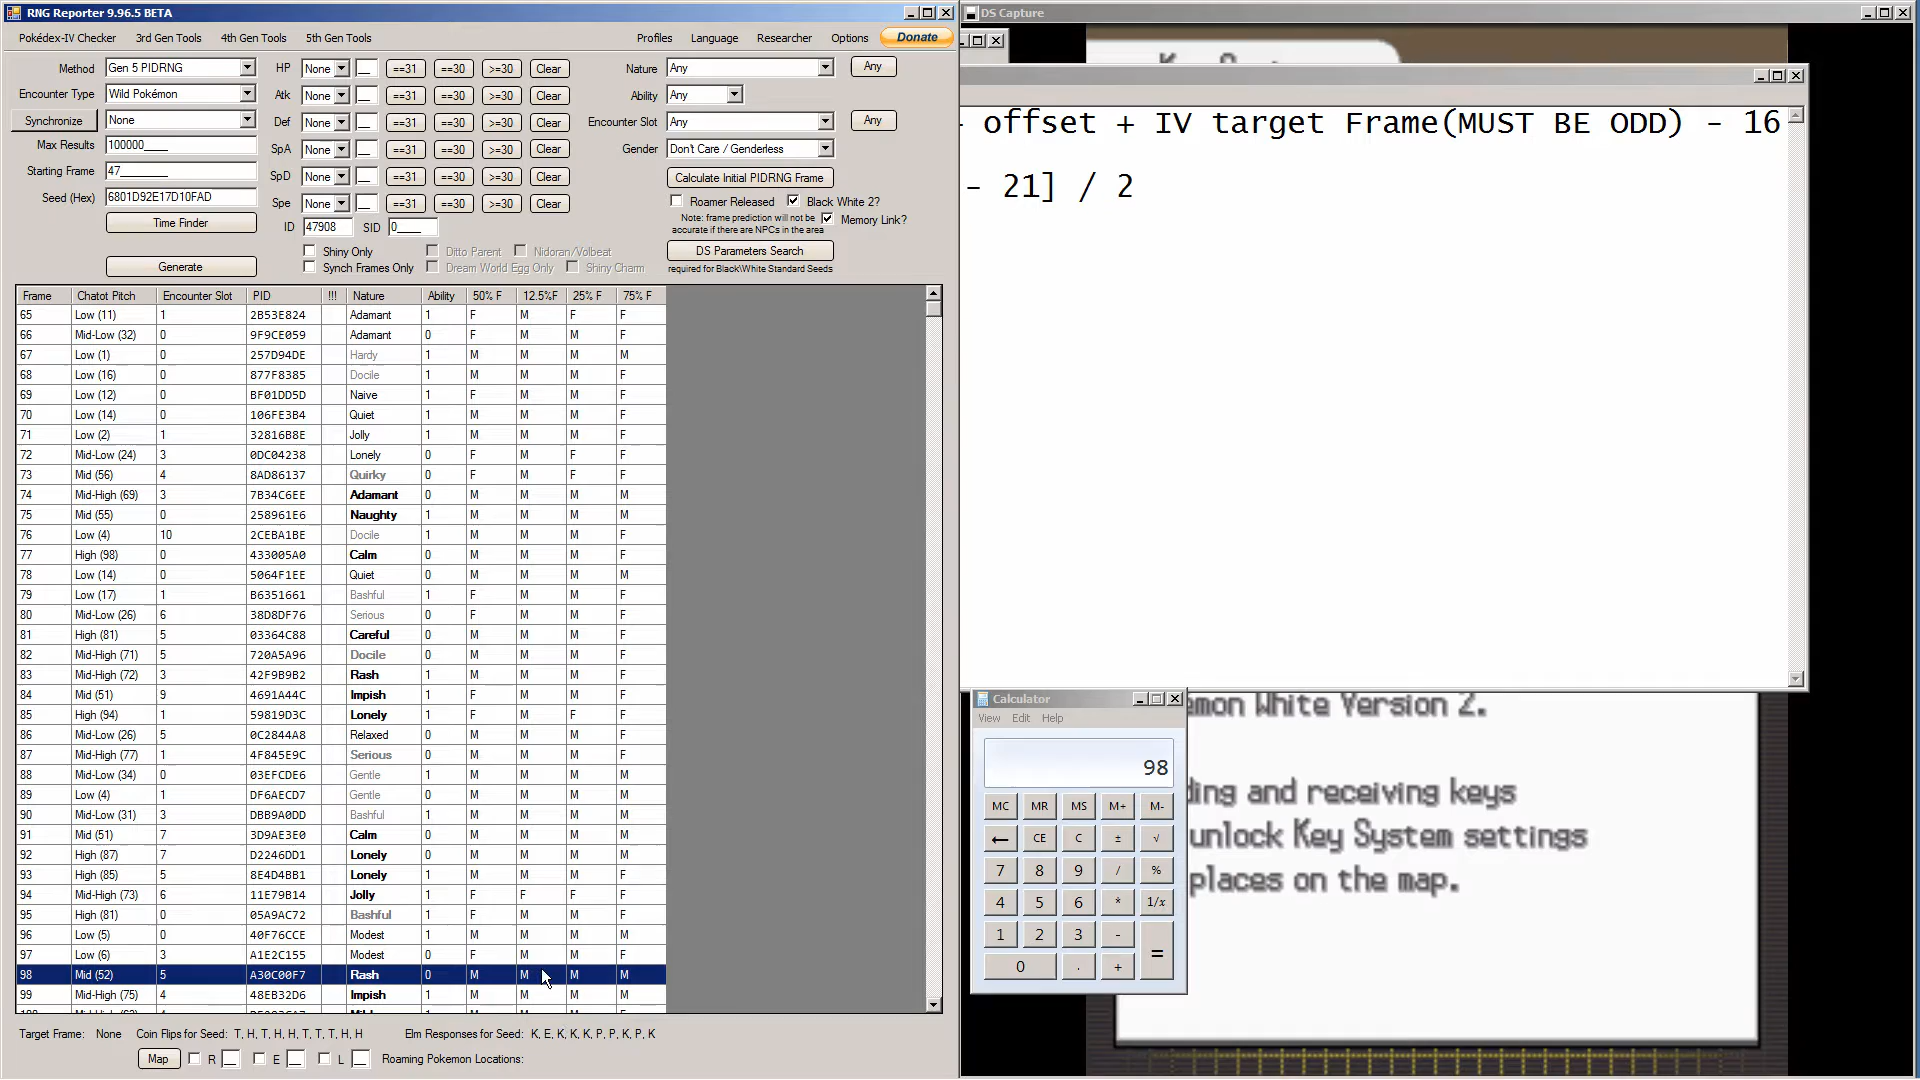 RNG Reporter 9.96.5 BETA
Pokédex-IV Checker 3rd Gen Tools 4th Gen Tools 5th Gen Tools Profiles Language Researcher Options Donate
Method Gen 5 PIDRNG
Encounter Type Wild Pokémon
Synchronize None
Max Results 100000____
Starting Frame 47________
Seed (Hex) 6801D92E17D10FAD
Time Finder
Generate
HP None __ ==31 ==30 >=30 Clear
Atk None __ ==31 ==30 >=30 Clear
Def None __ ==31 ==30 >=30 Clear
SpA None __ ==31 ==30 >=30 Clear
SpD None __ ==31 ==30 >=30 Clear
Spe None __ ==31 ==30 >=30 Clear
ID 47908 SID 0____
Shiny Only Ditto Parent Nidoran/Volbeat
Synch Frames Only Dream World Egg Only Shiny Charm
Nature Any Any
Ability Any
Encounter Slot Any Any
Gender Don't Care / Genderless
Calculate Initial PIDRNG Frame
Roamer Released Black White 2?
Note: frame prediction will not be accurate if there are NPCs in the area Memory Link?
DS Parameters Search
required for Black\White Standard Seeds
Frame Chatot Pitch Encounter Slot PID !!! Nature Ability 50% F 12.5%F 25% F 75% F
65 Low (11) 1 2B53E824 Adamant 1 F M F F
66 Mid-Low (32) 0 9F9CE059 Adamant 0 F M M F
67 Low (1) 0 257D94DE Hardy 1 M M M M
68 Low (16) 0 877F8385 Docile 1 M M M F
69 Low (12) 0 BF01DD5D Naive 1 F M M F
70 Low (14) 0 106FE3B4 Quiet 1 M M M F
71 Low (2) 1 32816B8E Jolly 1 M M M F
72 Mid-Low (24) 3 0DC04238 Lonely 0 F M F F
73 Mid (56) 4 8AD86137 Quirky 0 F M F F
74 Mid-High (69) 3 7B34C6EE Adamant 0 M M M M
75 Mid (55) 0 258961E6 Naughty 1 M M M M
76 Low (4) 10 2CEBA1BE Docile 1 M M M F
77 High (98) 0 433005A0 Calm 0 M M M F
78 Low (14) 0 5064F1EE Quiet 0 M M M M
79 Low (17) 1 B6351661 Bashful 1 F M M F
80 Mid-Low (26) 6 38D8DF76 Serious 0 F M M F
81 High (81) 5 03364C88 Careful 0 M M M F
82 Mid-High (71) 5 720A5A96 Docile 0 M M M F
83 Mid-High (72) 3 42F9B9B2 Rash 1 M M M F
84 Mid (51) 9 4691A44C Impish 1 F M M F
85 High (94) 1 59819D3C Lonely 1 F M F F
86 Mid-Low (26) 5 0C2844A8 Relaxed 0 M M M F
87 Mid-High (77) 1 4F845E9C Serious 0 M M M F
88 Mid-Low (34) 0 03EFCDE6 Gentle 1 M M M M
89 Low (4) 1 DF6AECD7 Gentle 0 M M M M
90 Mid-Low (31) 3 DBB9A0DD Bashful 1 M M M M
91 Mid (51) 7 3D9AE3E0 Calm 0 M M M M
92 High (87) 7 D2246DD1 Lonely 0 M M M M
93 High (85) 5 8E4D4BB1 Lonely 0 M M M M
94 Mid-High (73) 6 11E79B14 Jolly 1 F F F F
95 High (81) 0 05A9AC72 Bashful 1 F M M F
96 Low (5) 0 40F76CCE Modest 1 M M M M
97 Low (6) 3 A1E2C155 Modest 0 F M M F
98 Mid (52) 5 A30C00F7 Rash 0 M M M M
99 Mid-High (75) 4 48EB32D6 Impish 1 M M M M
Target Frame: None Coin Flips for Seed: T, H, T, H, H, T, T, T, H, H Elm Responses for Seed: K, E, K, K, K, P, P, K, P, K
Map R __ E __ L __ Roaming Pokemon Locations:
DS Capture
offset + IV target Frame(MUST BE ODD) - 16
- 21] / 2
Calculator
View Edit Help
98
MC MR MS M+ M-
← CE C ± √
7 8 9 / %
4 5 6 * 1/x
1 2 3 - =
0 . +
emon White Version 2.
ding and receiving keys
unlock Key System settings
places on the map.